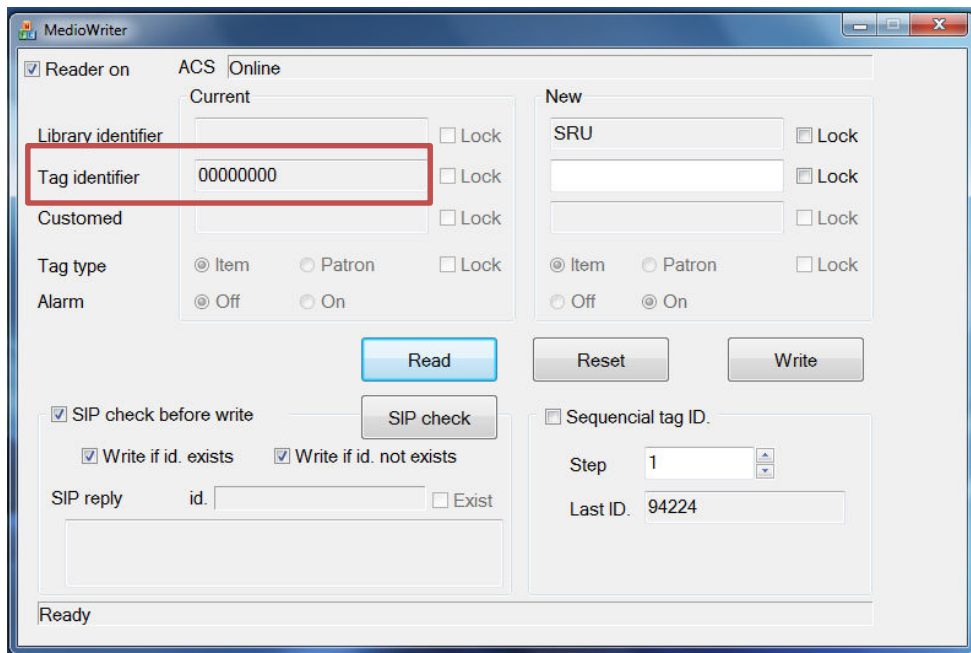 MedioWriter
Reader on ACS Online
Current New
Library identifier Lock SRU Lock
Tag identifier 00000000 Lock Lock
Customed Lock Lock
Tag type Item Patron Lock Item Patron Lock
Alarm Off On Off On
Read Reset Write
SIP check before write SIP check Sequencial tag ID.
Write if id. exists Write if id. not exists Step 1
SIP reply id. Exist Last ID. 94224
Ready